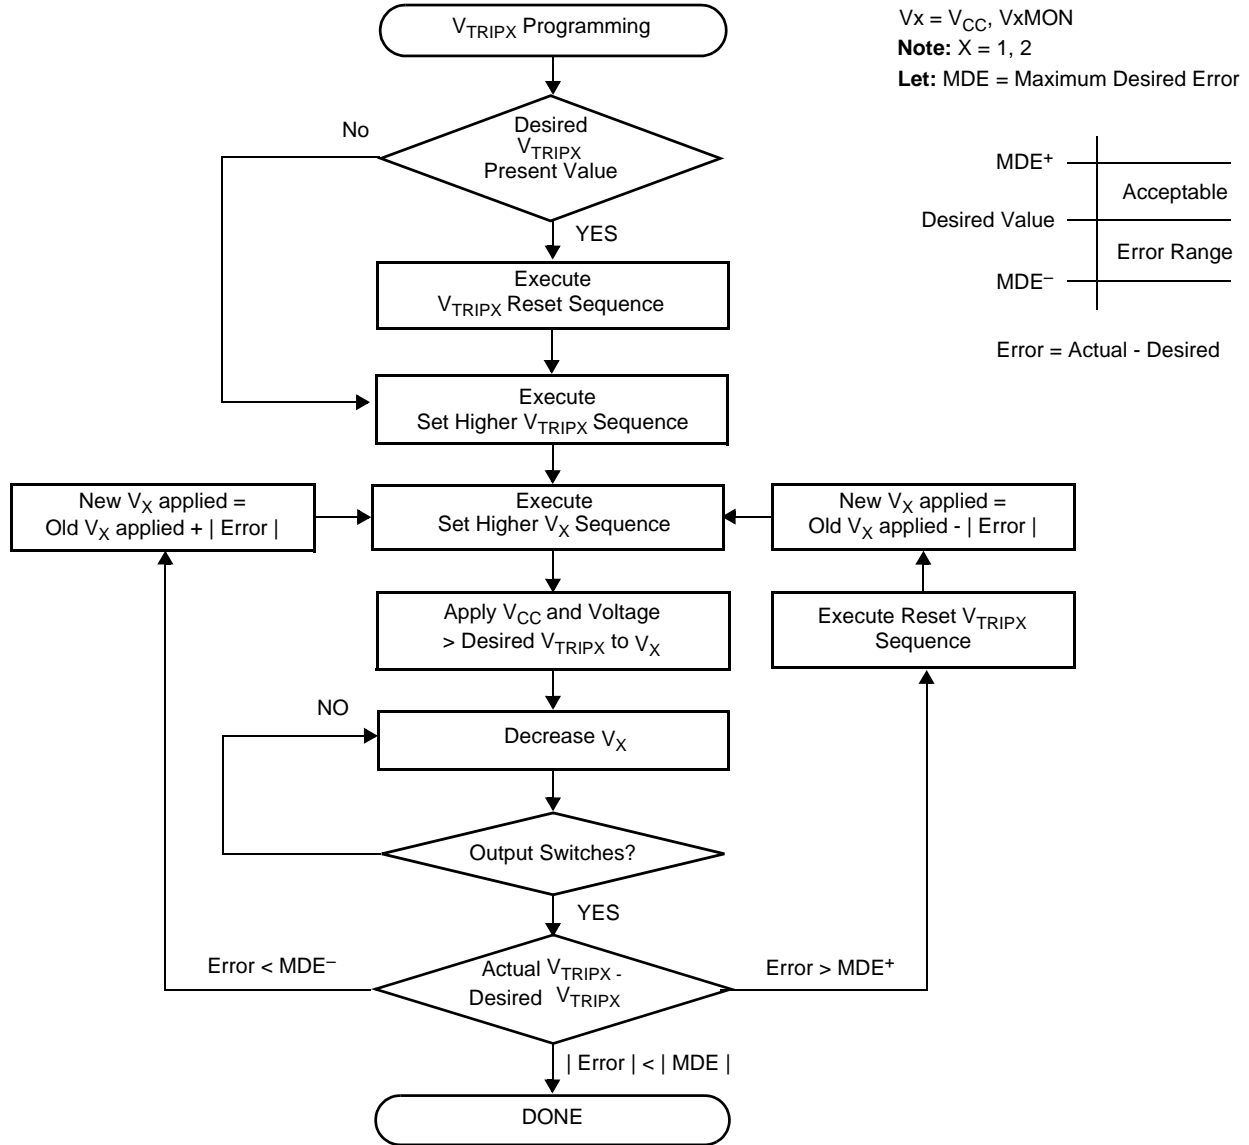 V_TRIPX Programming
Vx = V_CC, VxMON
Note: X = 1, 2
Let: MDE = Maximum Desired Error
No
Desired
V_TRIPX
Present Value
YES
MDE+
Acceptable
Desired Value
Error Range
MDE–
Error = Actual - Desired
Execute
V_TRIPX Reset Sequence
Execute
Set Higher V_TRIPX Sequence
New V_X applied =
Old V_X applied + | Error |
Execute
Set Higher V_X Sequence
New V_X applied =
Old V_X applied - | Error |
Apply V_CC and Voltage
> Desired V_TRIPX to V_X
Execute Reset V_TRIPX
Sequence
NO
Decrease V_X
Output Switches?
YES
Error < MDE–
Actual V_TRIPX -
Desired V_TRIPX
Error > MDE+
| Error | < | MDE |
DONE